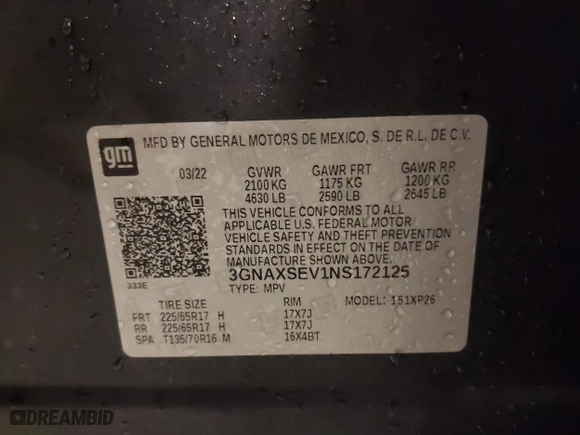 gm
MFD BY GENERAL MOTORS DE MEXICO, S. DE R.L. DE C.V.
03/22 GVWR GAWR FRT GAWR RR
2100 KG 1175 KG 1200 KG
4630 LB 2590 LB 2645 LB
THIS VEHICLE CONFORMS TO ALL
APPLICABLE U.S. FEDERAL MOTOR
VEHICLE SAFETY AND THEFT PREVENTION
STANDARDS IN EFFECT ON THE DATE OF
MANUFACTURE SHOWN ABOVE.
333E 3GNAXSEV1NS172125
TYPE: MPV
TIRE SIZE RIM MODEL: 1S1XP26
FRT 225/65R17 H 17X7J
RR 225/65R17 H 17X7J
SPA T135/70R16 M 16X4BT
DREAMBID